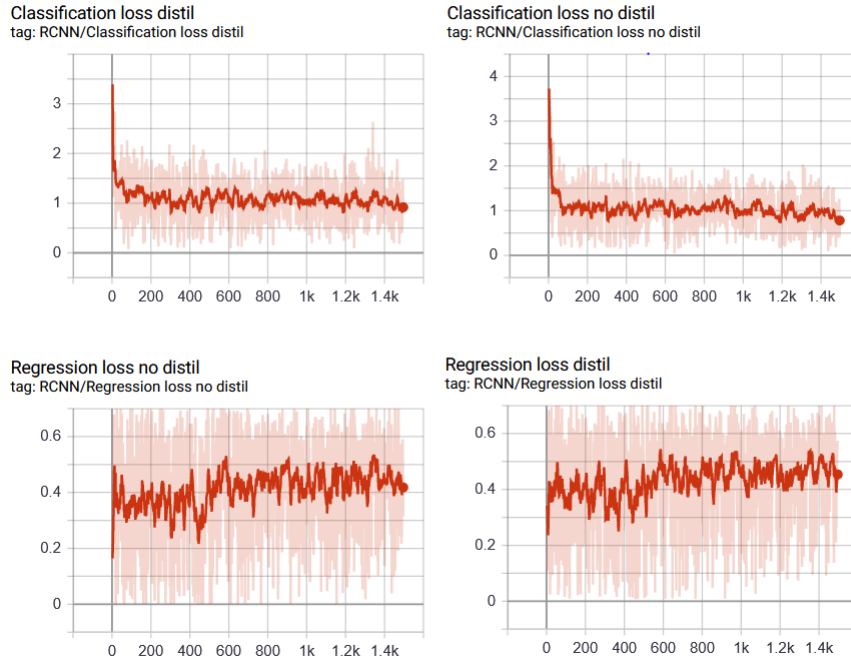 Classification loss distil
tag: RCNN/Classification loss distil
3
2
1
0
0 200 400 600 800 1k 1.2k 1.4k
Classification loss no distil
tag: RCNN/Classification loss no distil
4
3
2
1
0
0 200 400 600 800 1k 1.2k 1.4k
Regression loss no distil
tag: RCNN/Regression loss no distil
0.6
0.4
0.2
0
0 200 400 600 800 1k 1.2k 1.4k
Regression loss distil
tag: RCNN/Regression loss distil
0.6
0.4
0.2
0
0 200 400 600 800 1k 1.2k 1.4k